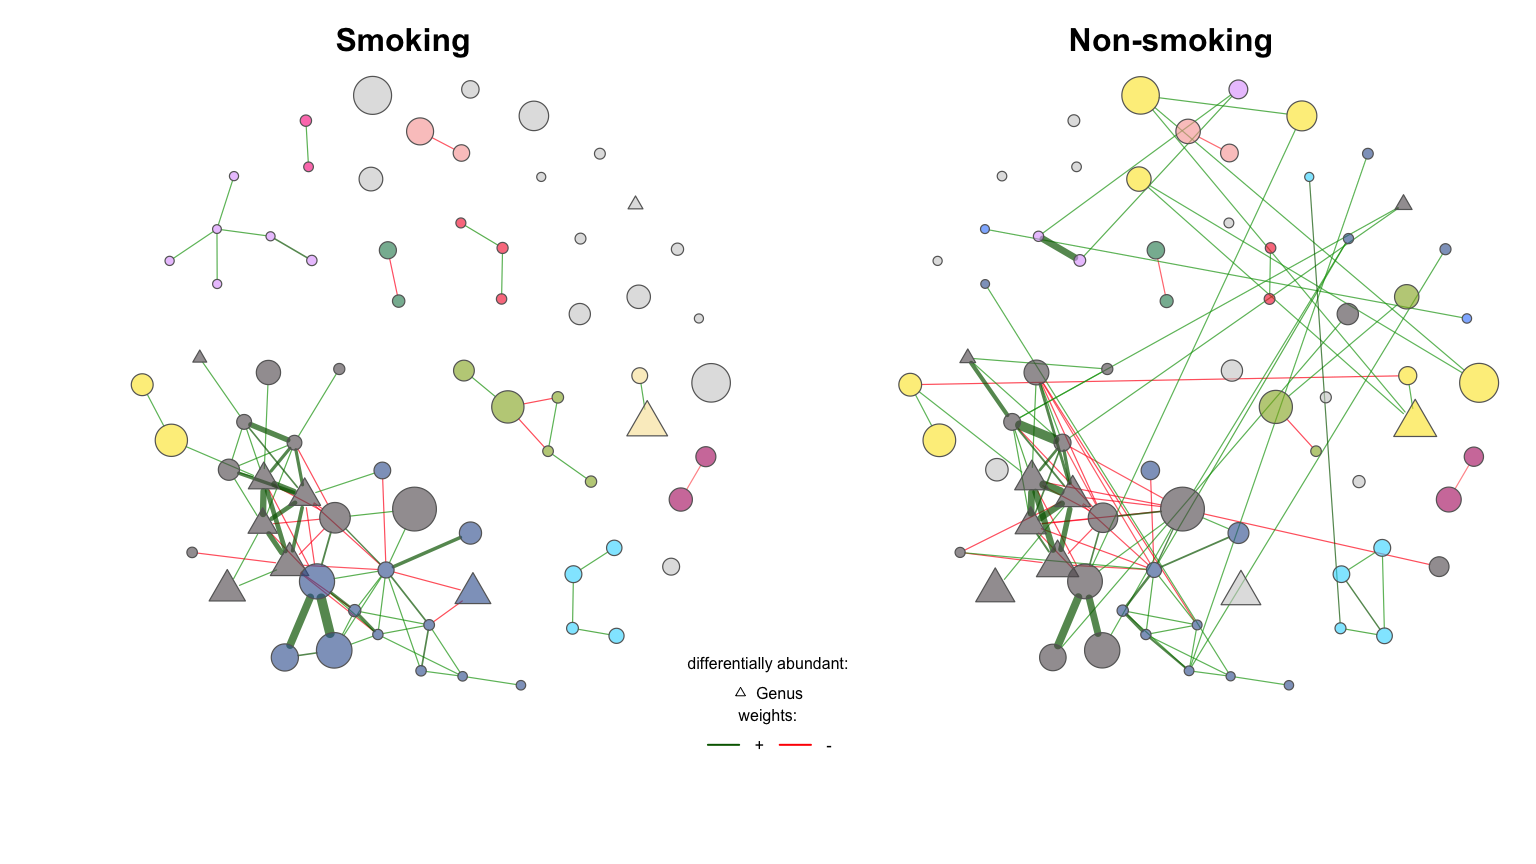 Smoking
Non-smoking
differentially abundant:
Genus
weights:
+ -